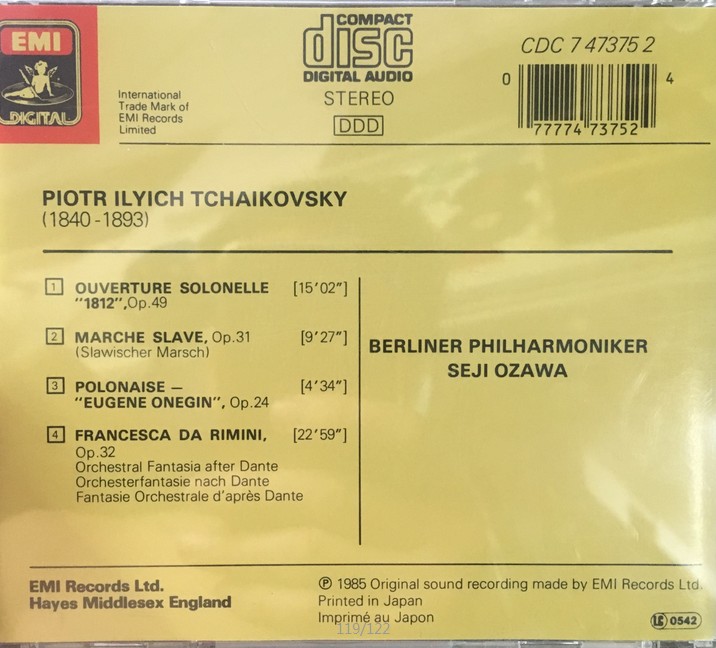 EMI
DIGITAL
International
Trade Mark of
EMI Records
Limited
COMPACT
disc
DIGITAL AUDIO
STEREO
DDD
CDC 7 47375 2
0 77774 73752 4
PIOTR ILYICH TCHAIKOVSKY
(1840-1893)
1 OUVERTURE SOLONELLE [15'02"]
"1812",Op.49
2 MARCHE SLAVE, Op.31 [9'27"]
(Slawischer Marsch)
3 POLONAISE – [4'34"]
"EUGENE ONEGIN", Op.24
4 FRANCESCA DA RIMINI, [22'59"]
Op.32
Orchestral Fantasia after Dante
Orchesterfantasie nach Dante
Fantasie Orchestrale d'après Dante
BERLINER PHILHARMONIKER
SEJI OZAWA
EMI Records Ltd.
Hayes Middlesex England
℗ 1985 Original sound recording made by EMI Records Ltd.
Printed in Japan
Imprimé au Japon
LC 0542
119/122